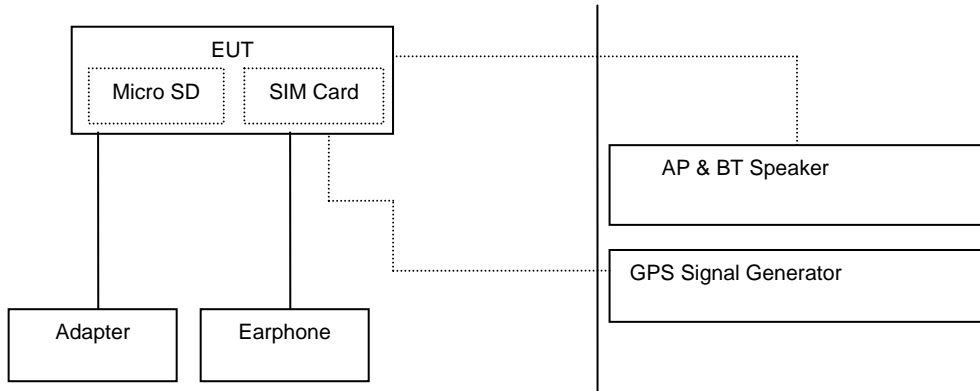 EUT
Micro SD
SIM Card
AP & BT Speaker
GPS Signal Generator
Adapter
Earphone